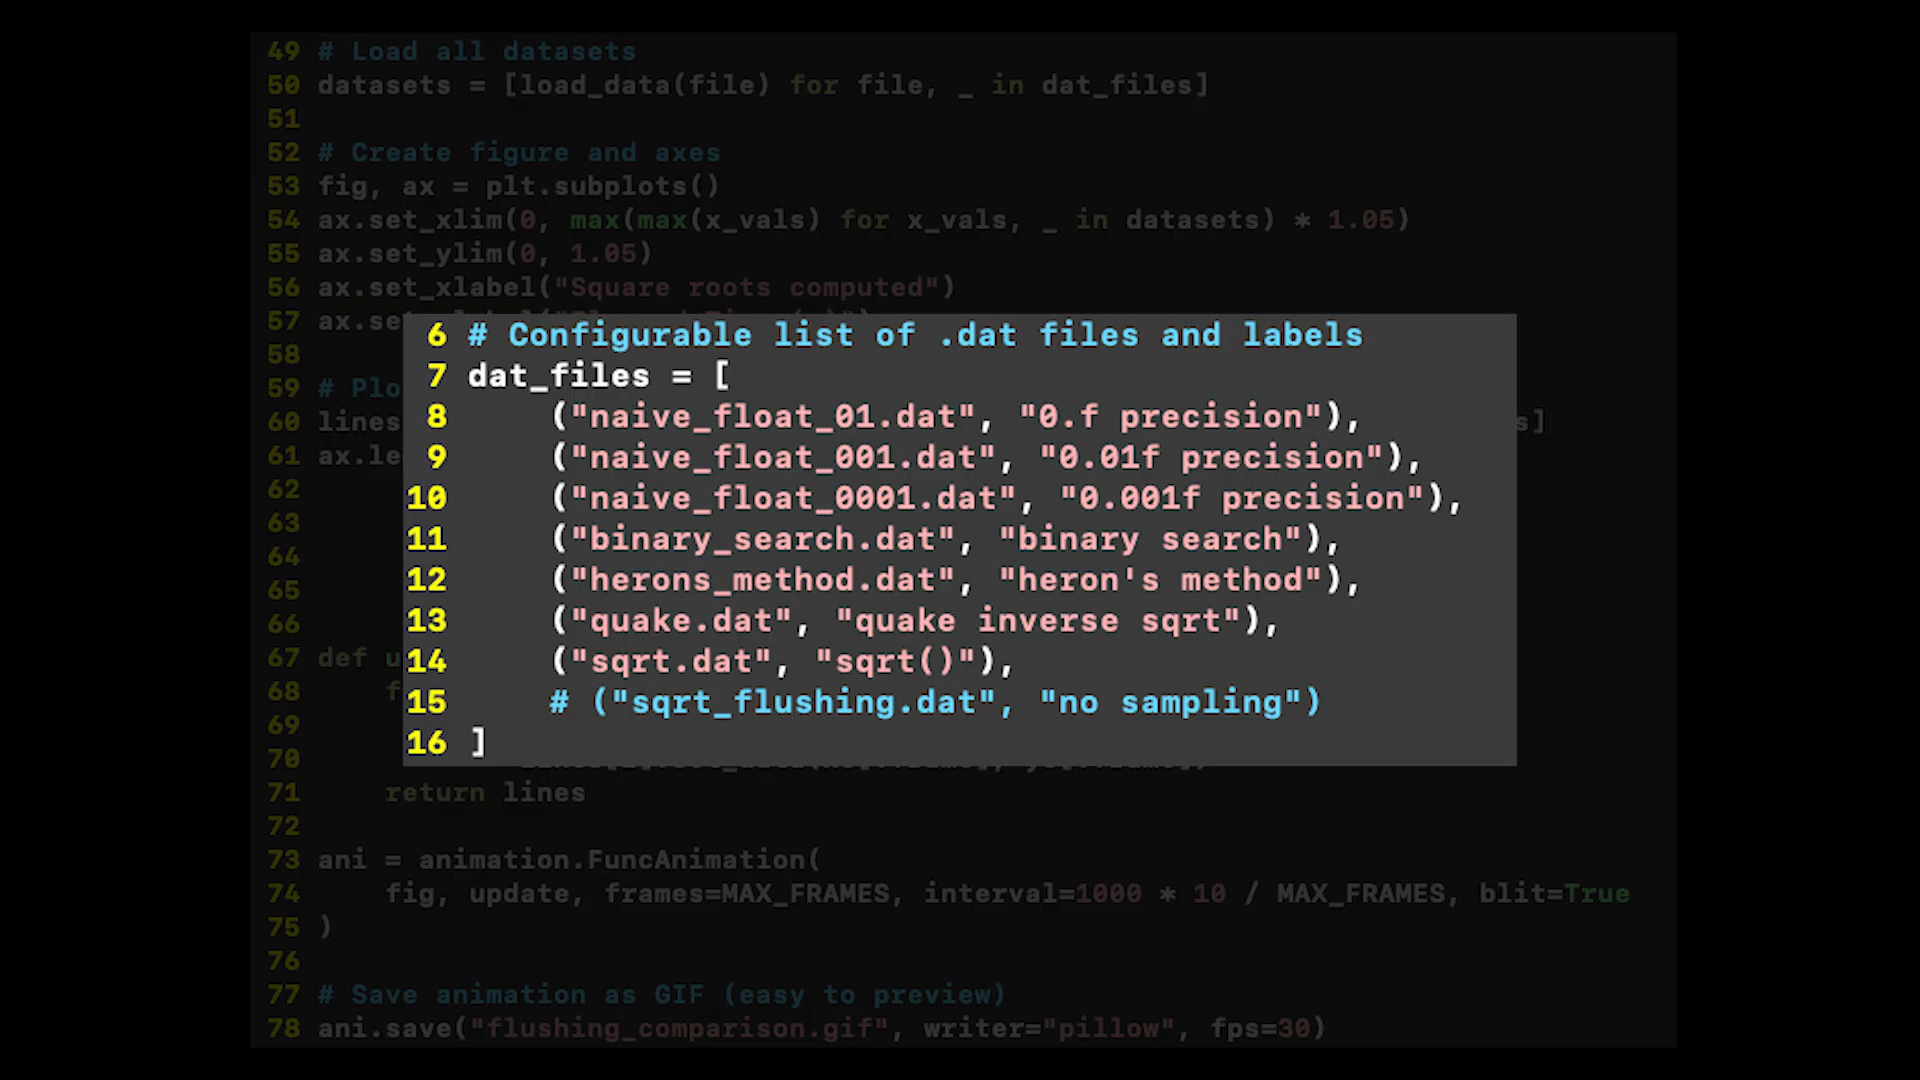 49 # Load all datasets
50 datasets = [load_data(file) for file, _ in dat_files]
51
52 # Create figure and axes
53 fig, ax = plt.subplots()
54 ax.set_xlim(0, max(max(x_vals) for x_vals, _ in datasets) * 1.05)
55 ax.set_ylim(0, 1.05)
56 ax.set_xlabel("Square roots computed")
57 ax.se
58
59 # Plo
60 lines s]
61 ax.le
62
63
64
65
66
67 def u
68 f
69
70
71 return lines
72
73 ani = animation.FuncAnimation(
74 fig, update, frames=MAX_FRAMES, interval=1000 * 10 / MAX_FRAMES, blit=True
75 )
76
77 # Save animation as GIF (easy to preview)
78 ani.save("flushing_comparison.gif", writer="pillow", fps=30)
6 # Configurable list of .dat files and labels
7 dat_files = [
8 ("naive_float_01.dat", "0.f precision"),
9 ("naive_float_001.dat", "0.01f precision"),
10 ("naive_float_0001.dat", "0.001f precision"),
11 ("binary_search.dat", "binary search"),
12 ("herons_method.dat", "heron's method"),
13 ("quake.dat", "quake inverse sqrt"),
14 ("sqrt.dat", "sqrt()"),
15 # ("sqrt_flushing.dat", "no sampling")
16 ]